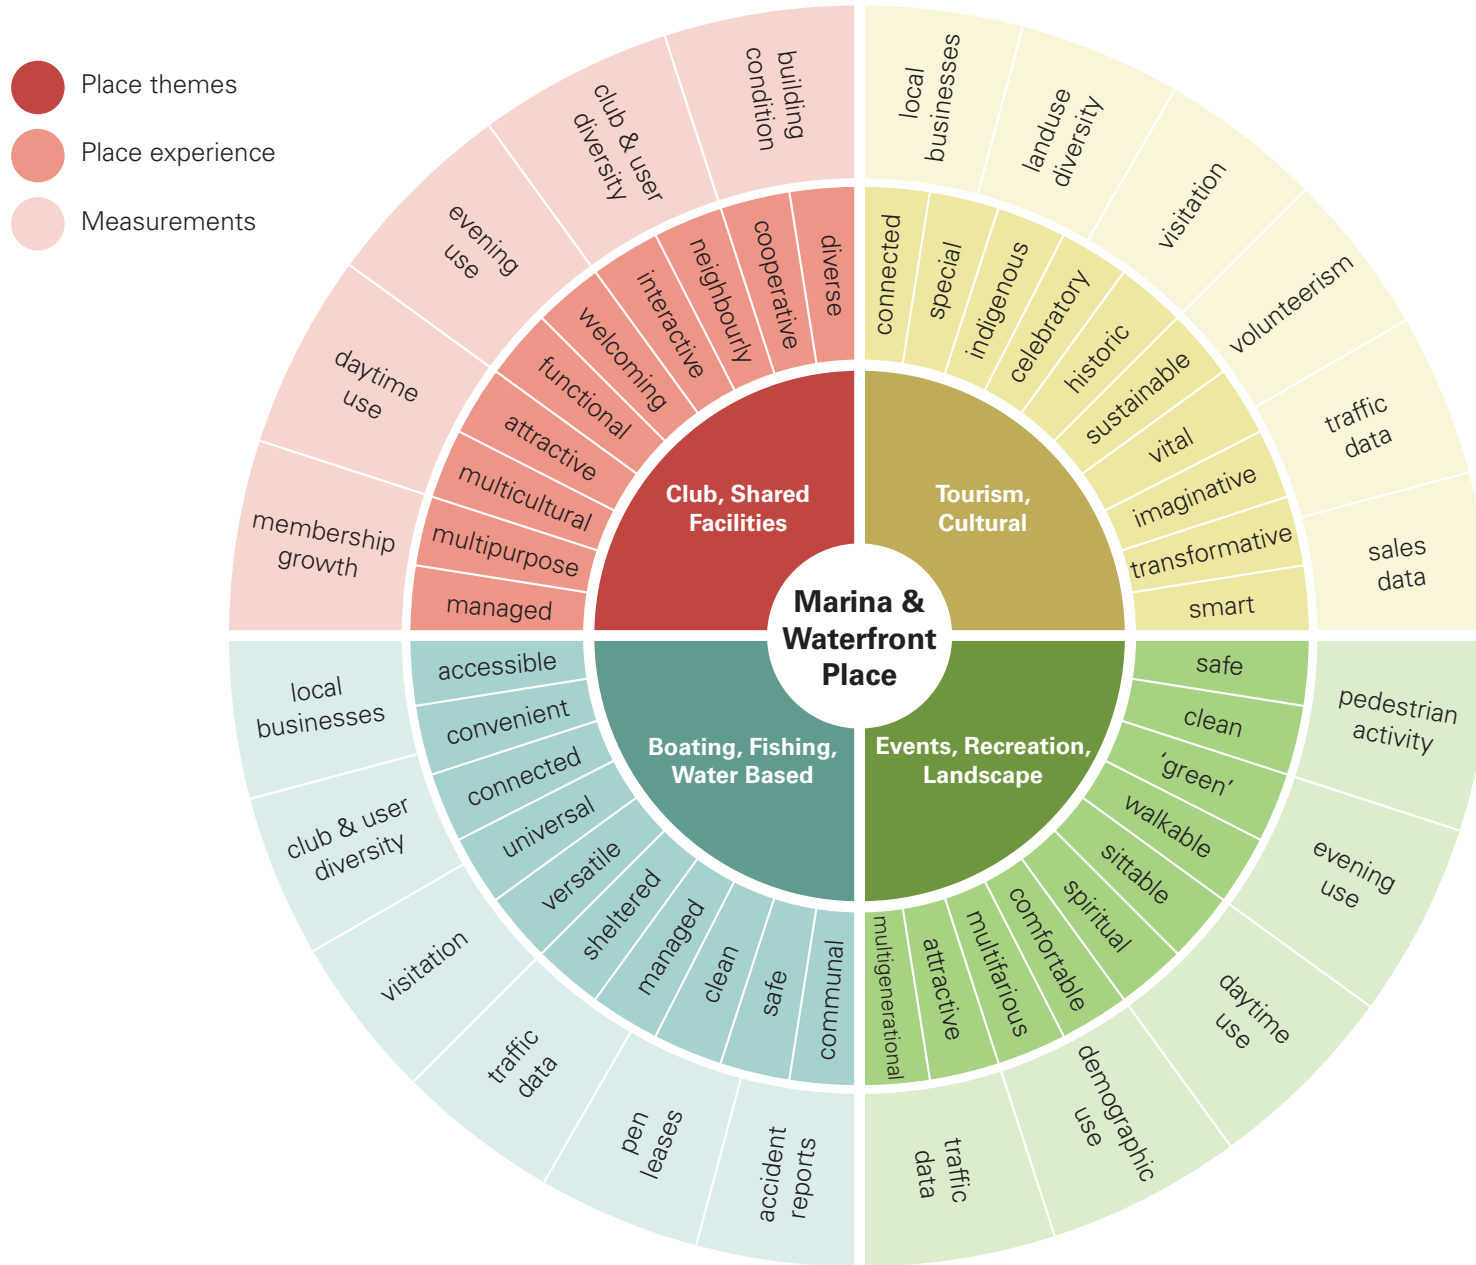 Place themes
Place experience
Measurements
Marina &
Waterfront
Place
Club, Shared
Facilities
Tourism,
Cultural
Boating, Fishing,
Water Based
Events, Recreation,
Landscape
managed
multipurpose
multicultural
attractive
functional
welcoming
interactive
neighbourly
cooperative
diverse
membership
growth
daytime
use
evening
use
club & user
diversity
building
condition
connected
special
indigenous
celebratory
historic
sustainable
vital
imaginative
transformative
smart
local
businesses
landuse
diversity
visitation
volunteerism
traffic
data
sales
data
safe
clean
‘green’
walkable
sittable
spiritual
comfortable
multifarious
attractive
multigenerational
pedestrian
activity
evening
use
daytime
use
demographic
use
traffic
data
accessible
convenient
connected
universal
versatile
sheltered
managed
clean
safe
communal
local
businesses
club & user
diversity
visitation
traffic
data
pen
leases
accident
reports